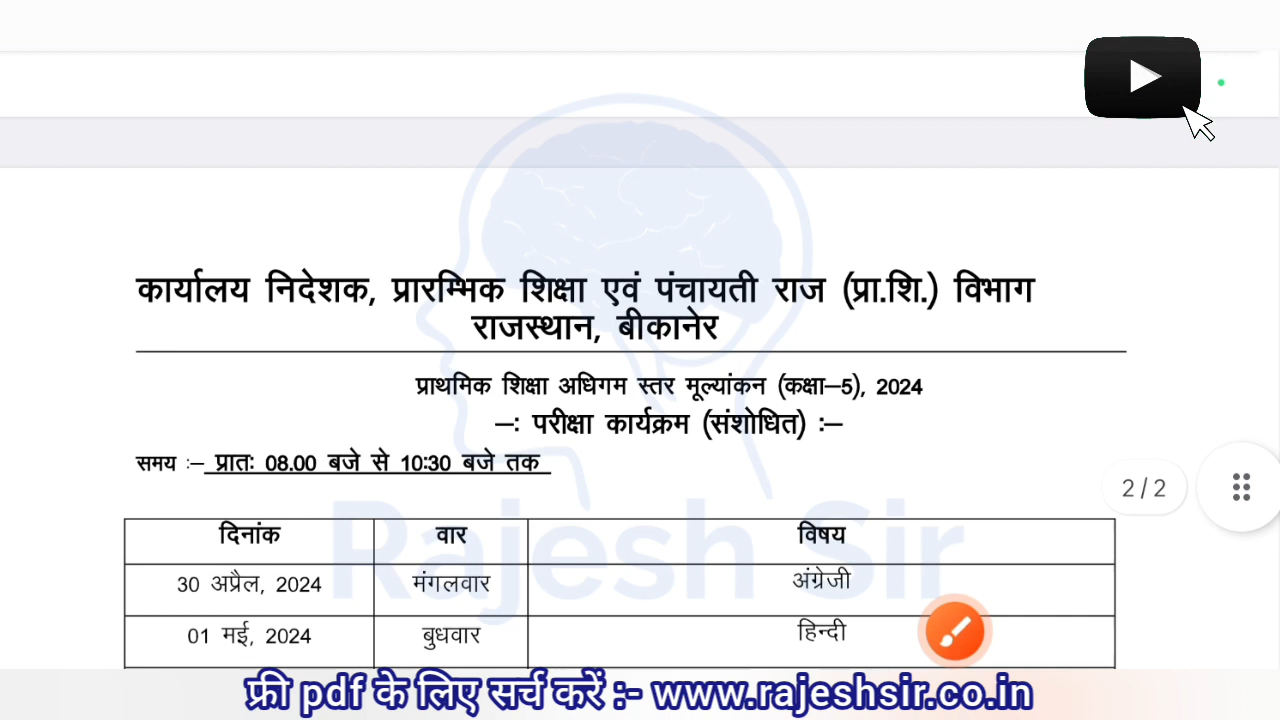 कार्यालय निदेशक, प्रारम्भिक शिक्षा एवं पंचायती राज (प्रा.शि.) विभाग
राजस्थान, बीकानेर
प्राथमिक शिक्षा अधिगम स्तर मूल्यांकन (कक्षा–5), 2024
–: परीक्षा कार्यक्रम (संशोधित) :–
समय :– प्रातः 08.00 बजे से 10:30 बजे तक
2 / 2
Rajesh Sir
दिनांक वार विषय
30 अप्रैल, 2024 मंगलवार अंग्रेजी
01 मई, 2024 बुधवार हिन्दी
फ्री pdf के लिए सर्च करें :- www.rajeshsir.co.in